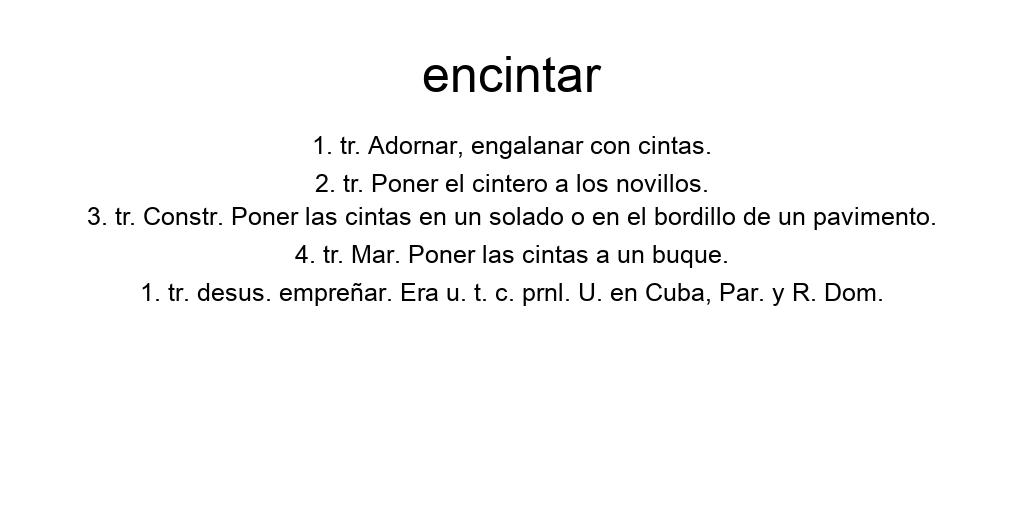 encintar
1. tr. Adornar, engalanar con cintas.
2. tr. Poner el cintero a los novillos.
3. tr. Constr. Poner las cintas en un solado o en el bordillo de un pavimento.
4. tr. Mar. Poner las cintas a un buque.
1. tr. desus. empreñar. Era u. t. c. prnl. U. en Cuba, Par. y R. Dom.